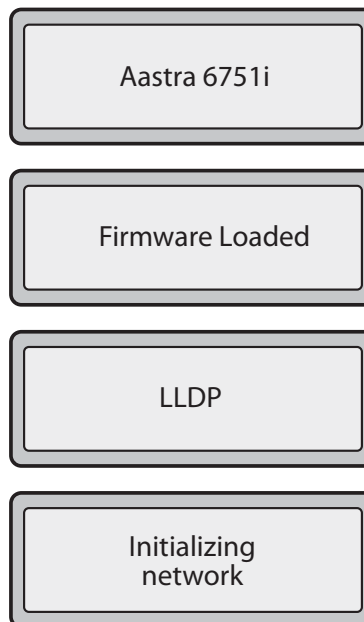 Aastra 6751i
Firmware Loaded
LLDP
Initializing
network